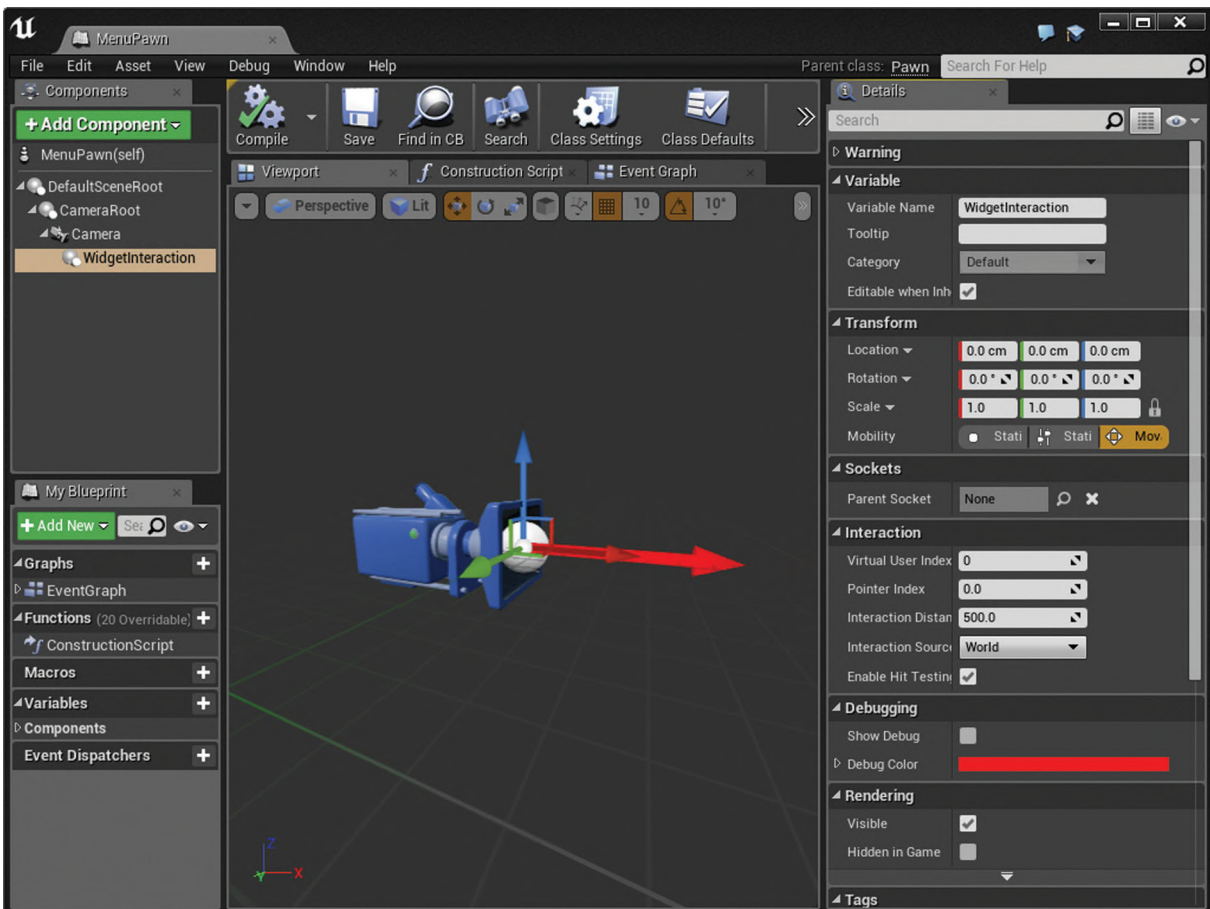 MenuPawn
File Edit Asset View Debug Window Help
Parent class: Pawn
Search For Help
Components
+Add Component
MenuPawn(self)
DefaultSceneRoot
CameraRoot
Camera
WidgetInteraction
My Blueprint
+Add New
Graphs
EventGraph
Functions (20 Overridable)
ConstructionScript
Macros
Variables
Components
Event Dispatchers
Compile Save Find in CB Search Class Settings Class Defaults
Viewport Construction Script Event Graph
Perspective Lit 10 10°
Z
X
Y
Details
Search
Warning
Variable
Variable Name WidgetInteraction
Tooltip
Category Default
Editable when Inh
Transform
Location 0.0 cm 0.0 cm 0.0 cm
Rotation 0.0 ° 0.0 ° 0.0 °
Scale 1.0 1.0 1.0
Mobility Stati Stati Mov
Sockets
Parent Socket None
Interaction
Virtual User Index 0
Pointer Index 0.0
Interaction Distan 500.0
Interaction Source World
Enable Hit Testing
Debugging
Show Debug
Debug Color
Rendering
Visible
Hidden in Game
Tags